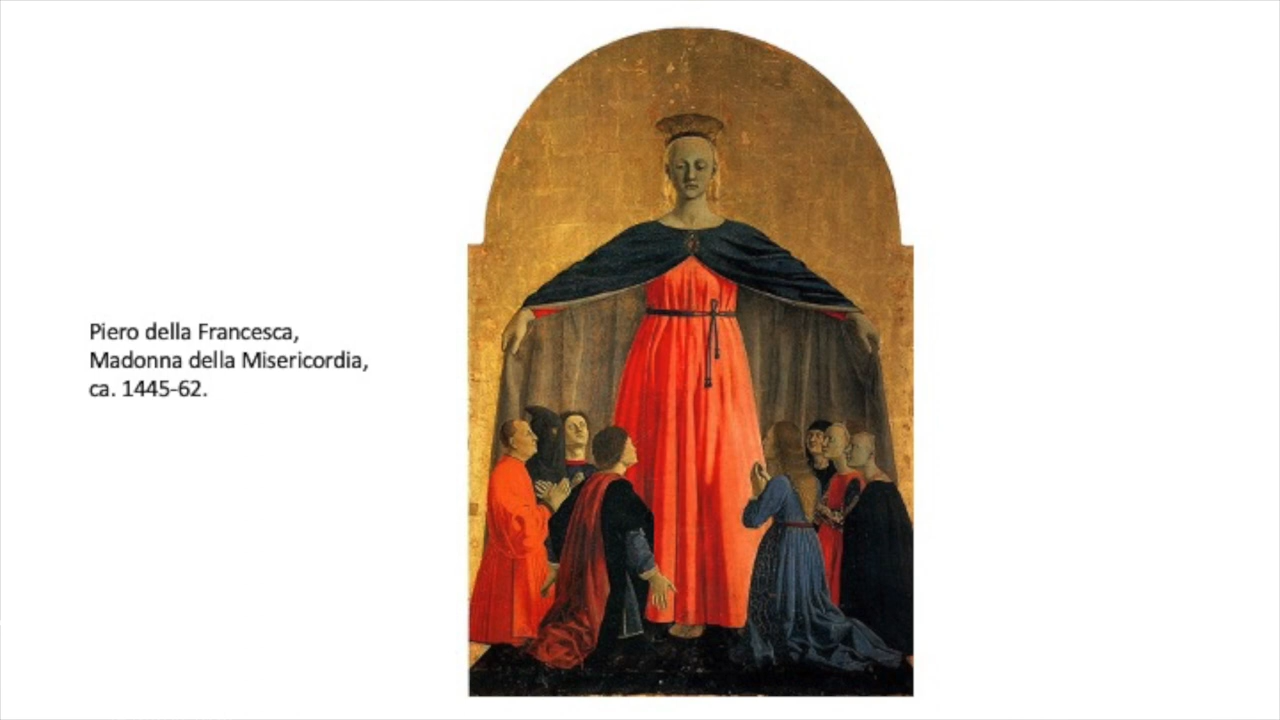 Piero della Francesca,
Madonna della Misericordia,
ca. 1445-62.